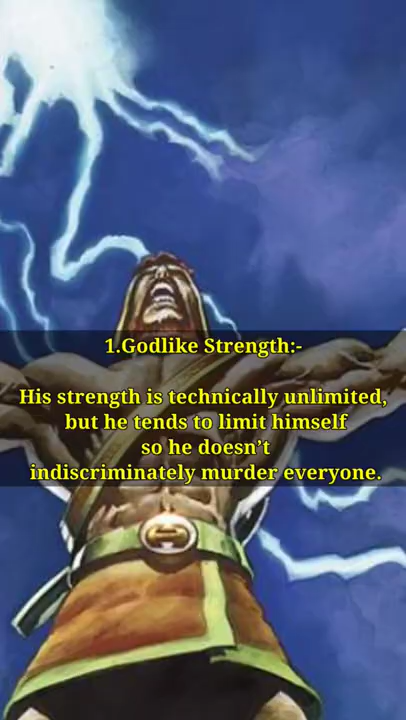 1.Godlike Strength:-
His strength is technically unlimited,
but he tends to limit himself
so he doesn’t
indiscriminately murder everyone.